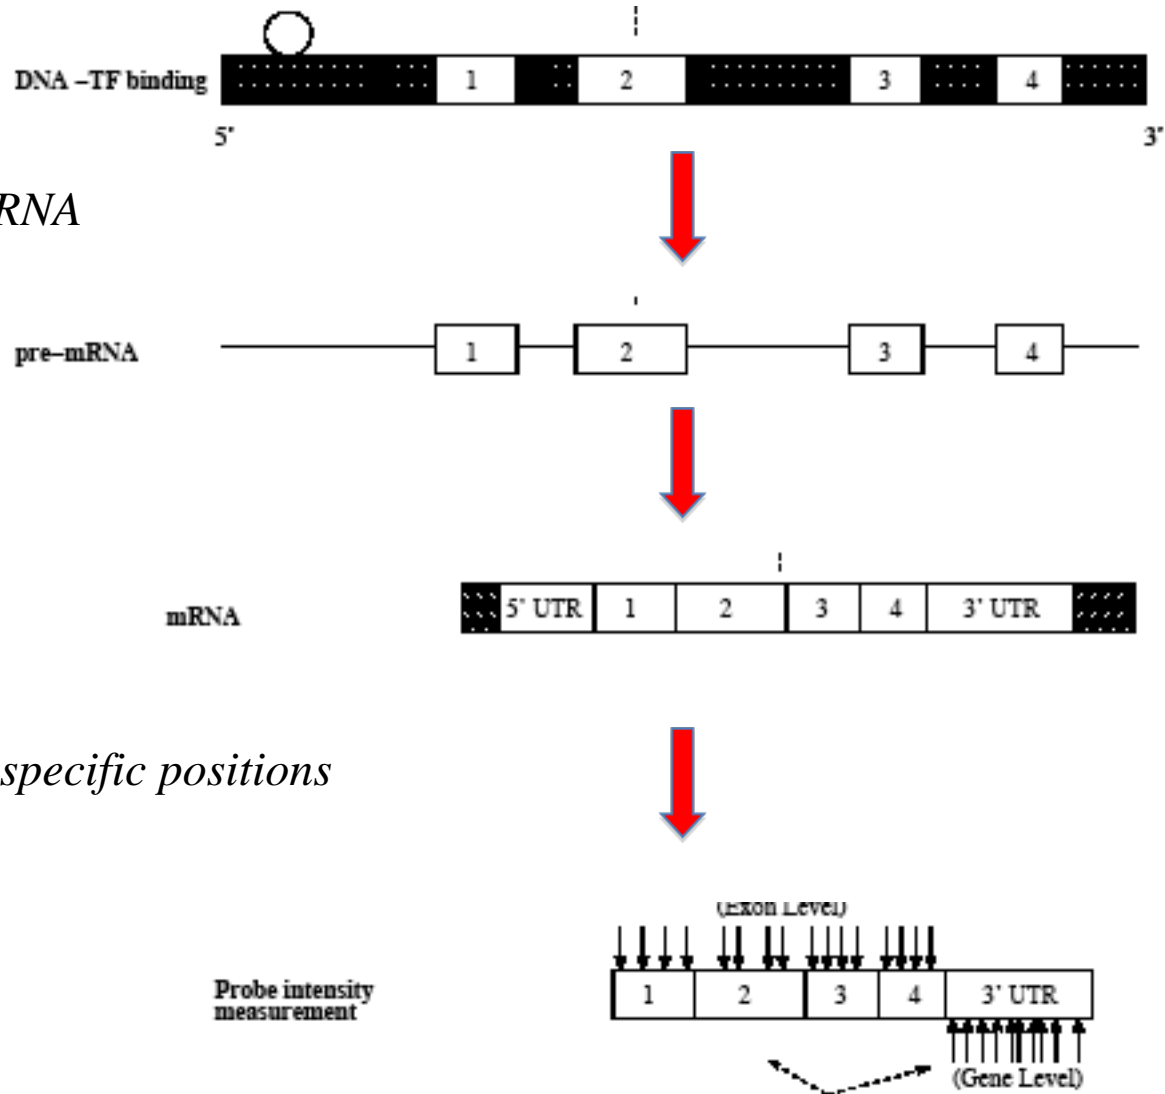 DNA –TF binding 1 2 3 4
5' 3'
RNA
pre–mRNA 1 2 3 4
mRNA 5' UTR 1 2 3 4 3' UTR
specific positions
(Exon Level)
Probe intensity
measurement
1 2 3 4 3' UTR
(Gene Level)